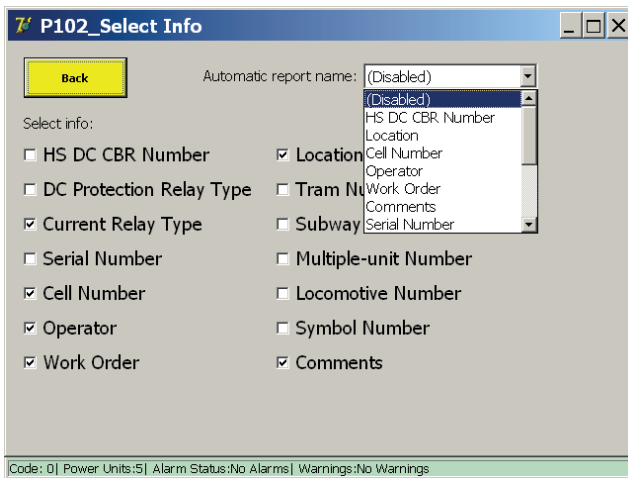 P102_Select Info
Back
Automatic report name: (Disabled)
(Disabled)
HS DC CBR Number
Location
Cell Number
Operator
Work Order
Comments
Serial Number
Select info:
HS DC CBR Number
Location
DC Protection Relay Type
Tram Nu
Current Relay Type
Subway
Serial Number
Multiple-unit Number
Cell Number
Locomotive Number
Operator
Symbol Number
Work Order
Comments
Code: 0| Power Units:5| Alarm Status:No Alarms| Warnings:No Warnings